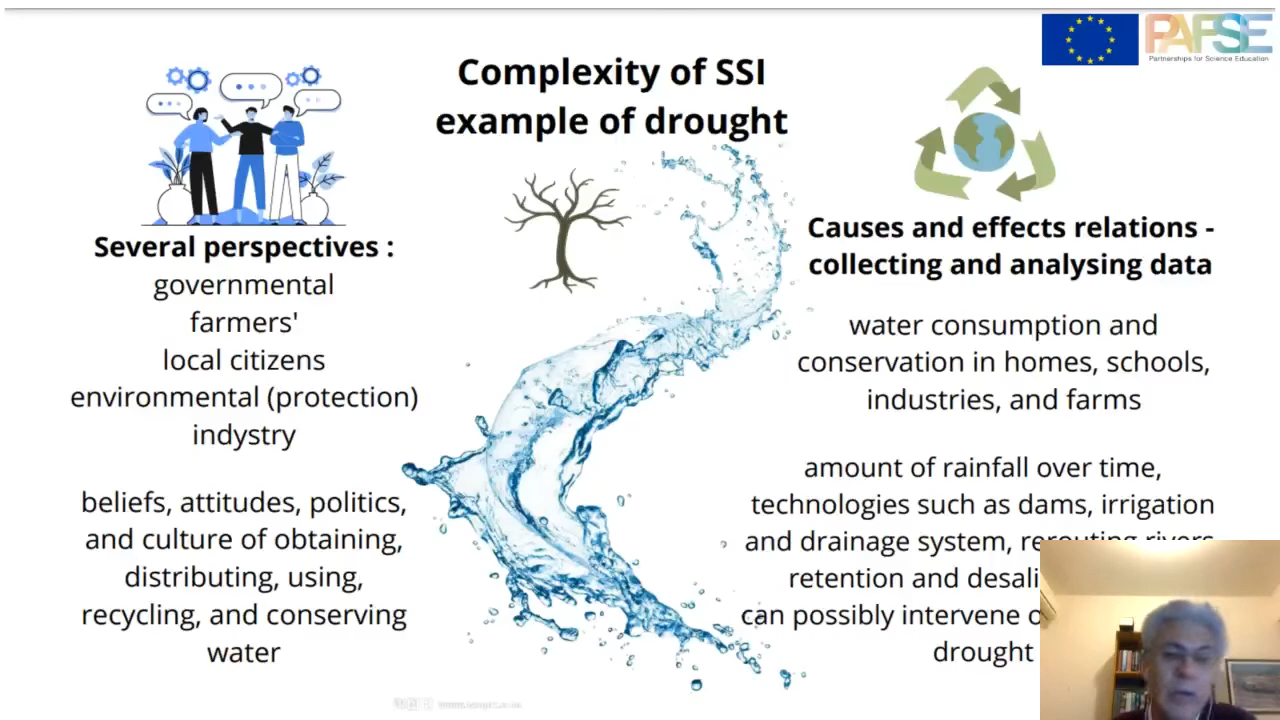 PAFSE
Partnerships for Science Education
Complexity of SSI
example of drought
Several perspectives :
governmental
farmers'
local citizens
environmental (protection)
indystry
beliefs, attitudes, politics,
and culture of obtaining,
distributing, using,
recycling, and conserving
water
Causes and effects relations -
collecting and analysing data
water consumption and
conservation in homes, schools,
industries, and farms
amount of rainfall over time,
technologies such as dams, irrigation
and drainage system, rerouting rivers
retention and desali
can possibly intervene o
drought